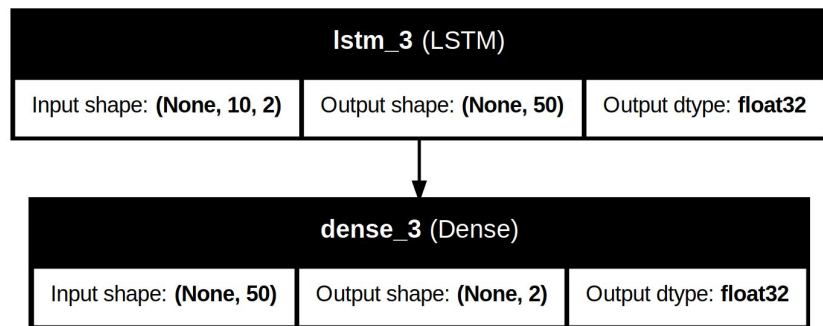 lstm_3 (LSTM)
Input shape: (None, 10, 2) Output shape: (None, 50) Output dtype: float32
dense_3 (Dense)
Input shape: (None, 50) Output shape: (None, 2) Output dtype: float32